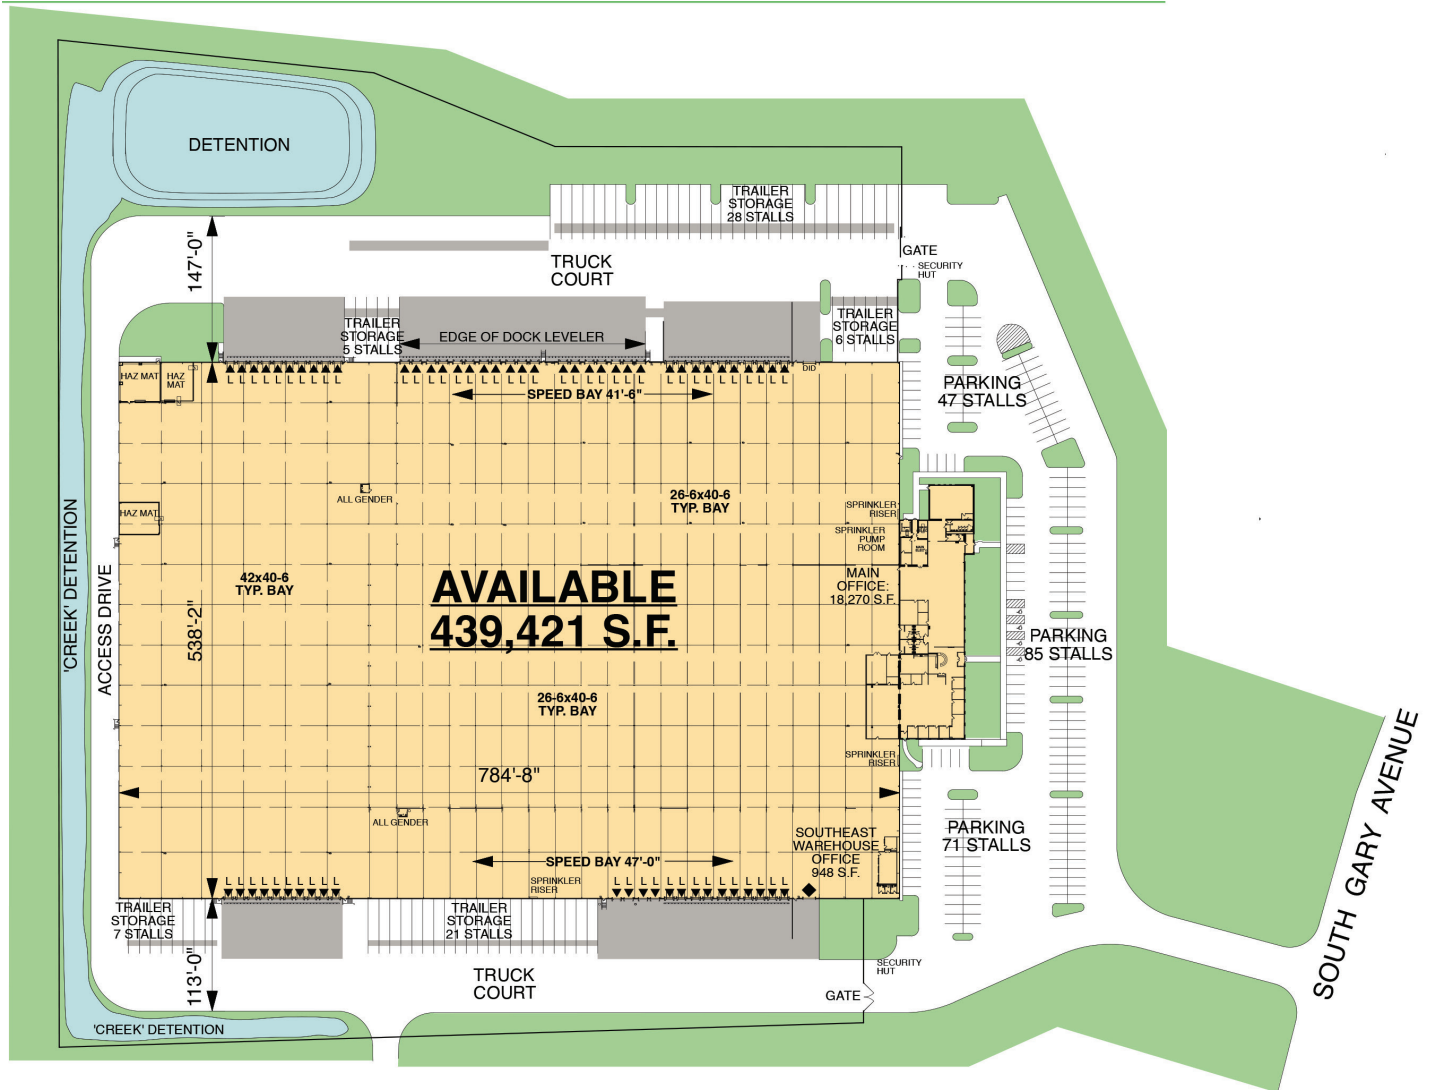 DETENTION
TRAILER
STORAGE
28 STALLS
147'-0"
TRUCK
COURT
GATE
SECURITY
HUT
TRAILER
STORAGE
5 STALLS
EDGE OF DOCK LEVELER
TRAILER
STORAGE
6 STALLS
HAZ MAT
HAZ
MAT
L L L L L L L L L L
L L L L L L L L L L
L L L L L L L
L L L L L L L L L L
DID
SPEED BAY 41'-6"
PARKING
47 STALLS
ALL GENDER
26-6x40-6
TYP. BAY
HAZ MAT
SPRINKLER
RISER
SPRINKLER
PUMP
ROOM
'CREEK' DETENTION
ACCESS DRIVE
42x40-6
TYP. BAY
538'-2"
AVAILABLE
439,421 S.F.
MAIN
OFFICE:
18,270 S.F.
PARKING
85 STALLS
26-6x40-6
TYP. BAY
SPRINKLER
RISER
784'-8"
SOUTH GARY AVENUE
ALL GENDER
SOUTHEAST
WAREHOUSE
OFFICE
948 S.F.
PARKING
71 STALLS
SPEED BAY 47'-0"
SPRINKLER
RISER
L L L L L L L L L L
L L L L L L L L L L L L L
TRAILER
STORAGE
7 STALLS
TRAILER
STORAGE
21 STALLS
113'-0"
TRUCK
COURT
SECURITY
HUT
GATE
'CREEK' DETENTION